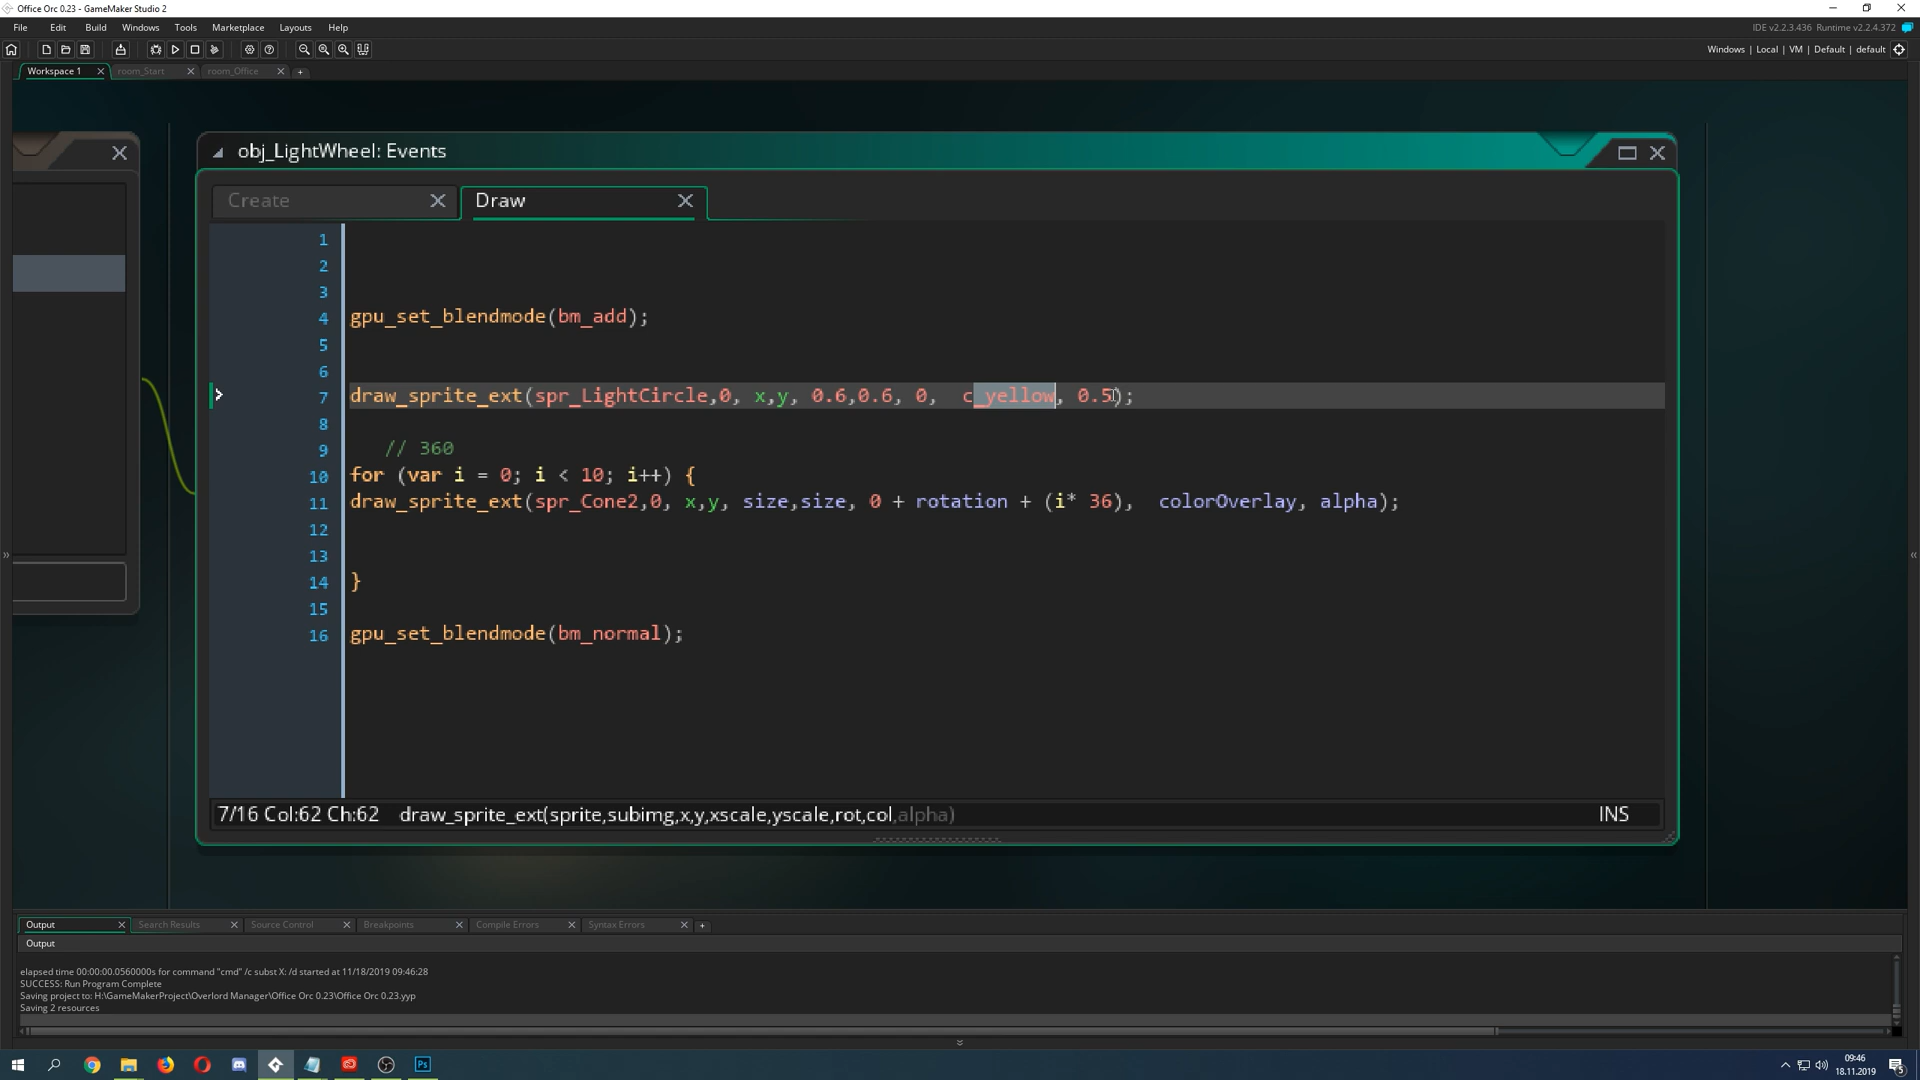 Office Orc 0.23 - GameMaker Studio 2
File Edit Build Windows Tools Marketplace Layouts Help
IDE v2.2.3.436 Runtime v2.2.4.372
Windows | Local | VM | Default | default
Workspace 1 room_Start room_Office
obj_LightWheel: Events
Create Draw
1
2
3
4 gpu_set_blendmode(bm_add);
5
6
7 draw_sprite_ext(spr_LightCircle,0, x,y, 0.6,0.6, 0,  c_yellow, 0.5);
8
9 // 360
10 for (var i = 0; i < 10; i++) {
11 draw_sprite_ext(spr_Cone2,0, x,y, size,size, 0 + rotation + (i* 36),  colorOverlay, alpha);
12
13
14 }
15
16 gpu_set_blendmode(bm_normal);
7/16 Col:62 Ch:62 draw_sprite_ext(sprite,subimg,x,y,xscale,yscale,rot,col,alpha) INS
Output Search Results Source Control Breakpoints Compile Errors Syntax Errors
Output
elapsed time 00:00:00.0560000s for command "cmd" /c subst X: /d started at 11/18/2019 09:46:28
SUCCESS: Run Program Complete
Saving project to: H:\GameMakerProject\Overlord Manager\Office Orc 0.23\Office Orc 0.23.yyp
Saving 2 resources
09:46
18.11.2019